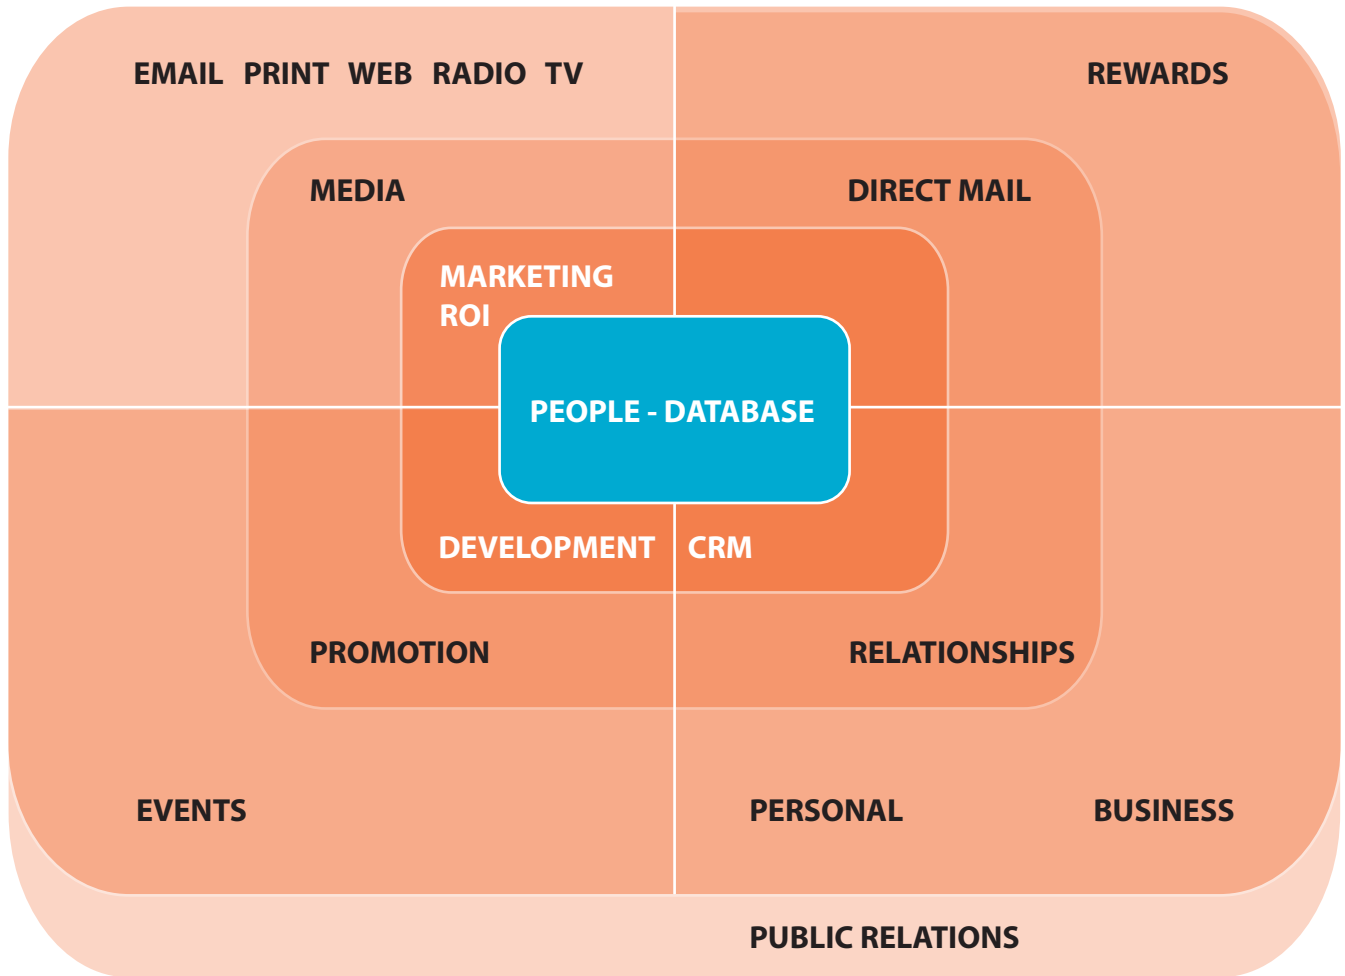 EMAIL PRINT WEB RADIO TV
REWARDS
MEDIA
DIRECT MAIL
MARKETING
ROI
PEOPLE - DATABASE
DEVELOPMENT
CRM
PROMOTION
RELATIONSHIPS
EVENTS
PERSONAL
BUSINESS
PUBLIC RELATIONS